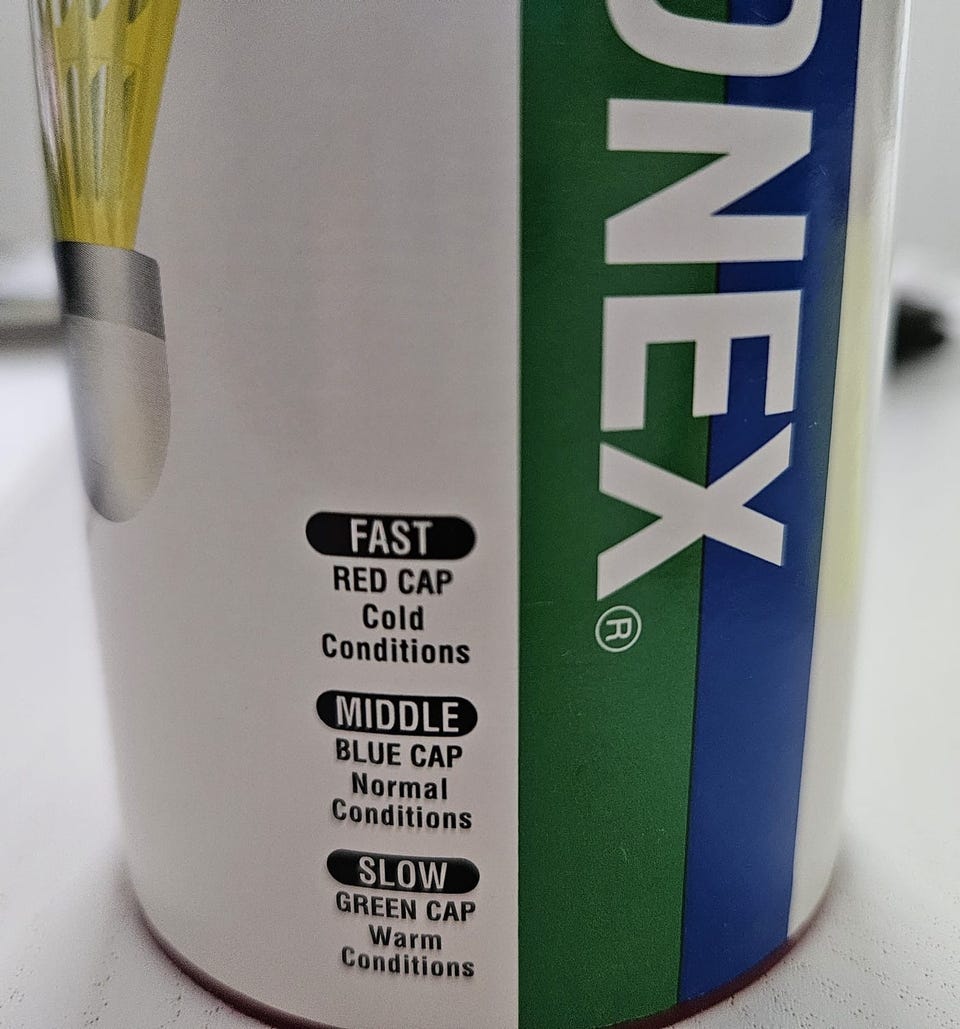 FAST
RED CAP
Cold
Conditions
MIDDLE
BLUE CAP
Normal
Conditions
SLOW
GREEN CAP
Warm
Conditions
ONEX®